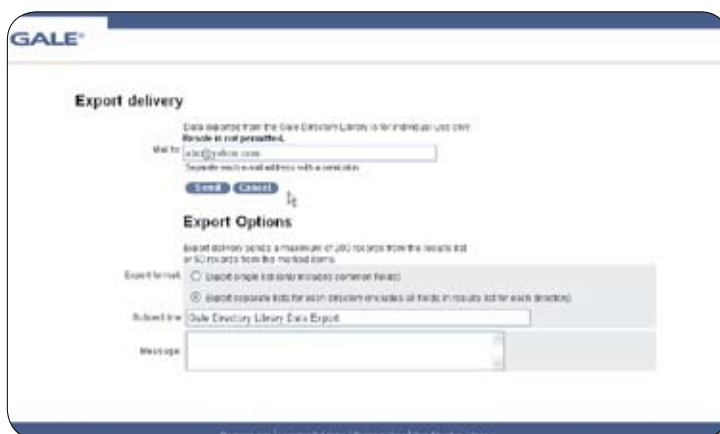 GALE®
Export delivery
Data exported from the Gale Directory Library is for individual use only.
Resale is not permitted.
Mail to
abc@yahoo.com
Separate each e-mail address with a semicolon
Send Cancel
Export Options
Export delivery sends a maximum of 200 records from the results list
or 50 records from the marked items.
Export format
Export single list (only includes common fields)
Export separate lists for each directory (includes all fields in results list for each directory)
Subject line Gale Directory Library Data Export
Message